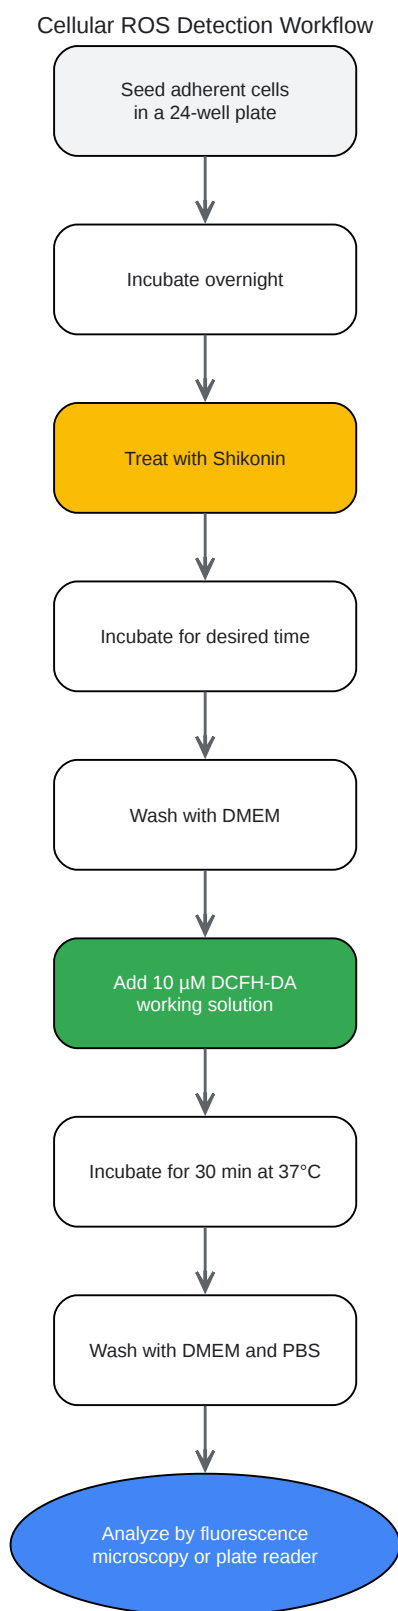 Cellular ROS Detection Workflow
Seed adherent cells
in a 24-well plate
Incubate overnight
Treat with Shikonin
Incubate for desired time
Wash with DMEM
Add 10 µM DCFH-DA
working solution
Incubate for 30 min at 37°C
Wash with DMEM and PBS
Analyze by fluorescence
microscopy or plate reader